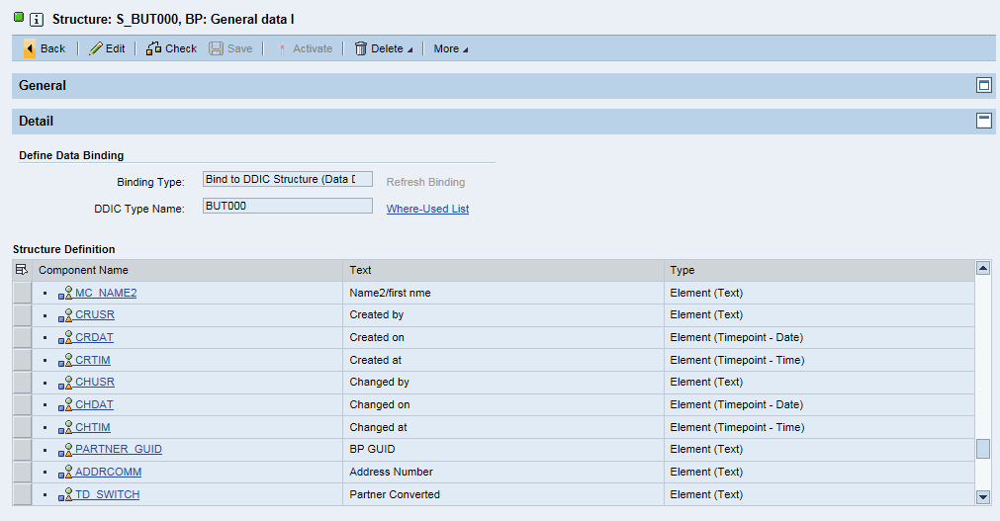 Structure: S_BUT000, BP: General data I
Back Edit Check Save Activate Delete More
General
Detail
Define Data Binding
Binding Type: Bind to DDIC Structure (Data D Refresh Binding
DDIC Type Name: BUT000 Where-Used List
Structure Definition
Component Name Text Type
MC_NAME2 Name2/first nme Element (Text)
CRUSR Created by Element (Text)
CRDAT Created on Element (Timepoint - Date)
CRTIM Created at Element (Timepoint - Time)
CHUSR Changed by Element (Text)
CHDAT Changed on Element (Timepoint - Date)
CHTIM Changed at Element (Timepoint - Time)
PARTNER_GUID BP GUID Element (Text)
ADDRCOMM Address Number Element (Text)
TD_SWITCH Partner Converted Element (Text)